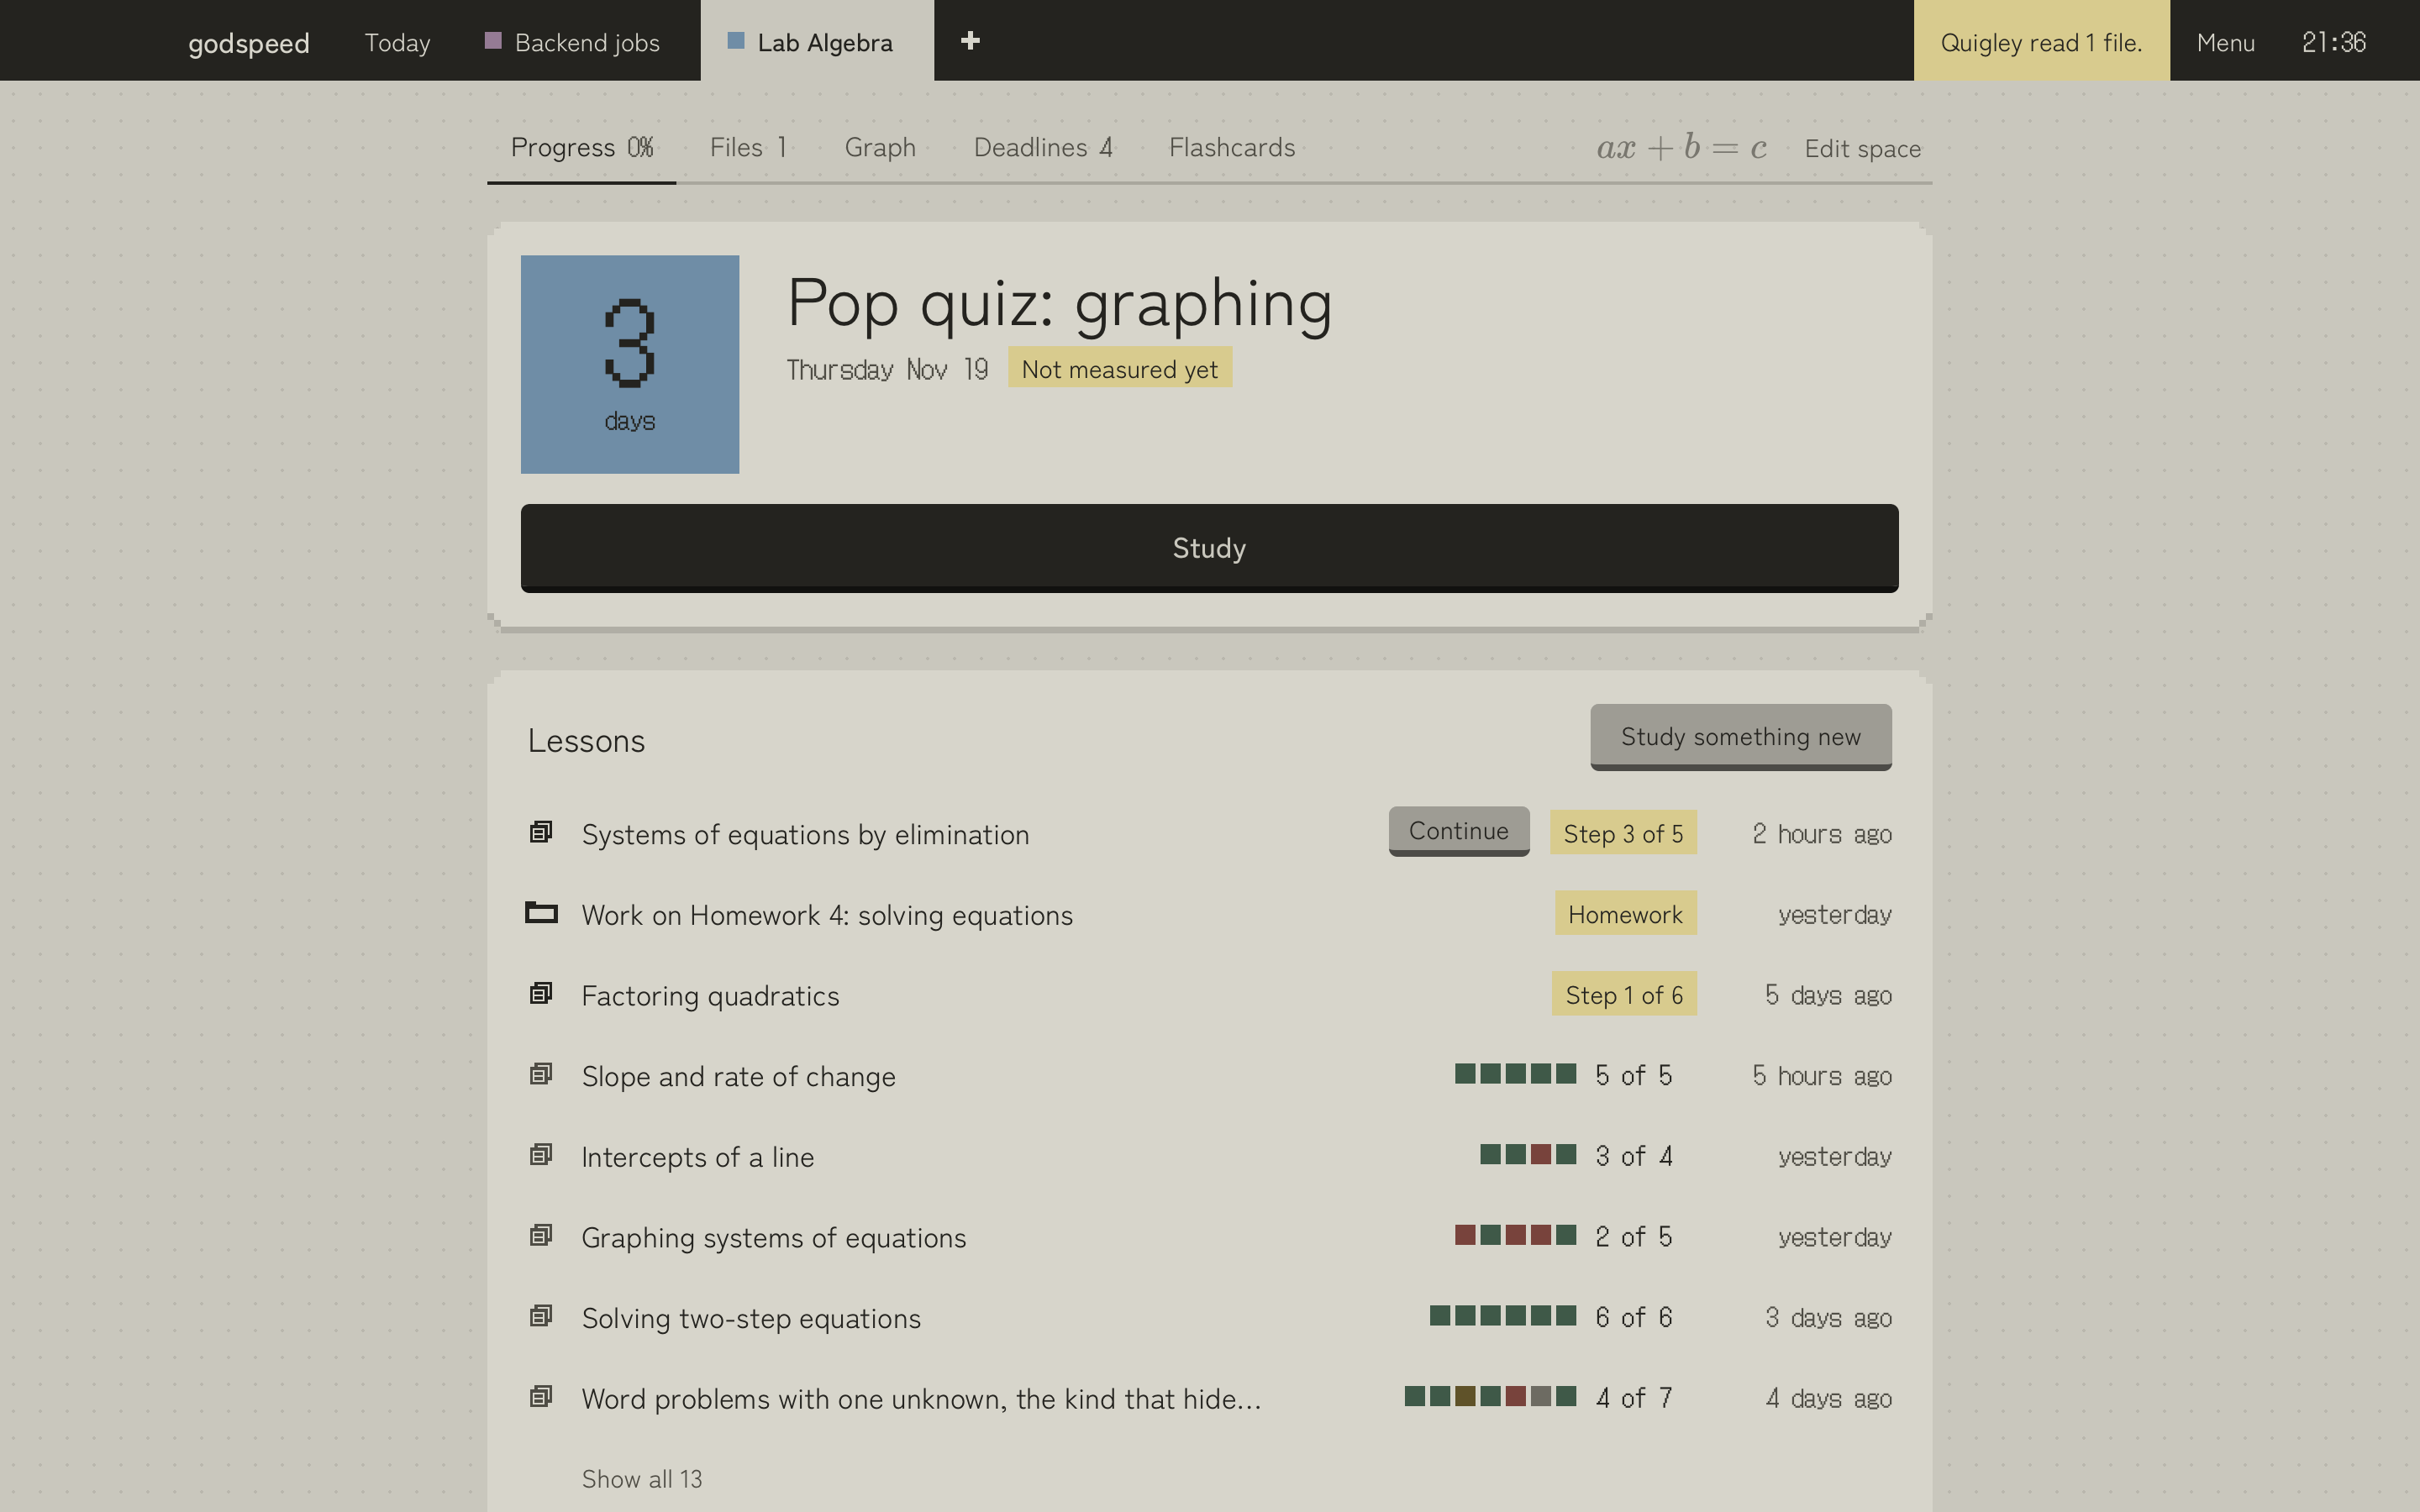 godspeed Today Backend jobs Lab Algebra + Quigley read 1 file. Menu 21:36
Progress 0% Files 1 Graph Deadlines 4 Flashcards ax + b = c Edit space
3
days
Pop quiz: graphing
Thursday Nov 19 Not measured yet
Study
Lessons Study something new
Systems of equations by elimination Continue Step 3 of 5 2 hours ago
Work on Homework 4: solving equations Homework yesterday
Factoring quadratics Step 1 of 6 5 days ago
Slope and rate of change 5 of 5 5 hours ago
Intercepts of a line 3 of 4 yesterday
Graphing systems of equations 2 of 5 yesterday
Solving two-step equations 6 of 6 3 days ago
Word problems with one unknown, the kind that hide... 4 of 7 4 days ago
Show all 13